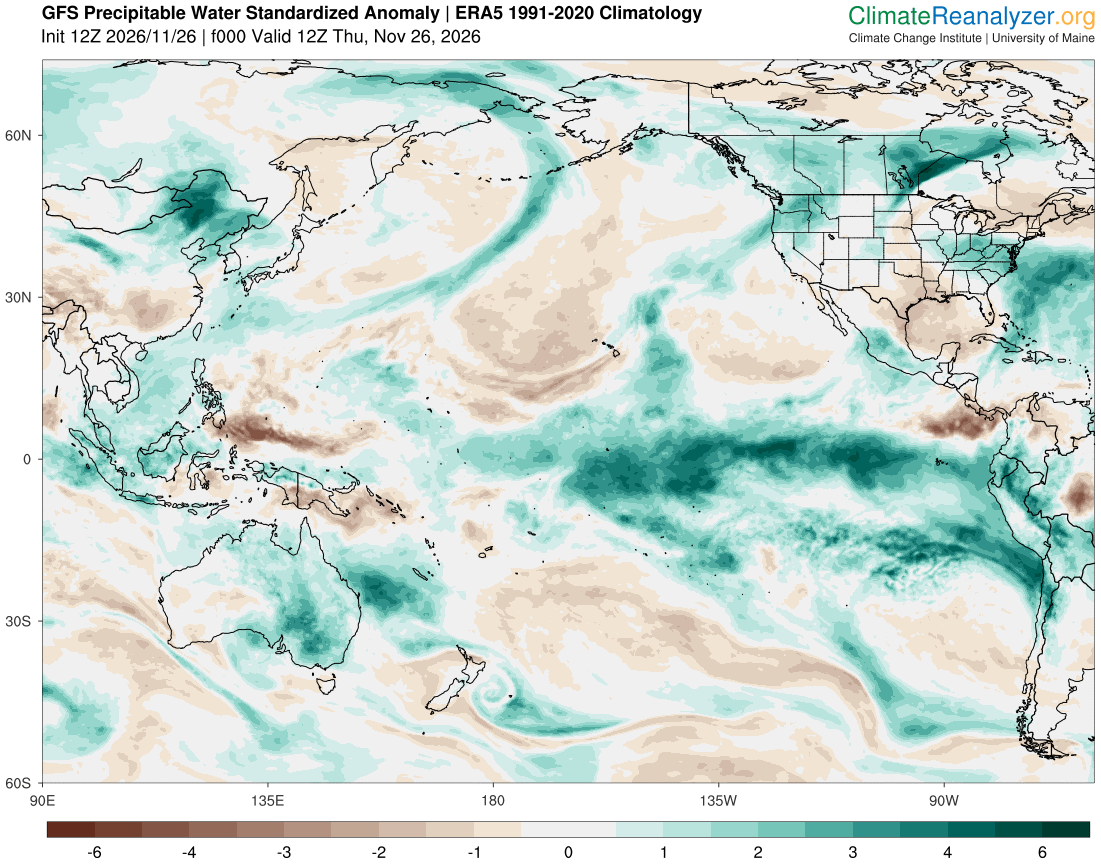 GFS Precipitable Water Standardized Anomaly | ERA5 1991-2020 Climatology
Init 12Z 2026/11/26 | f000 Valid 12Z Thu, Nov 26, 2026
ClimateReanalyzer.org
Climate Change Institute | University of Maine
60N
30N
0
30S
60S
90E 135E 180 135W 90W
-6 -4 -3 -2 -1 0 1 2 3 4 6